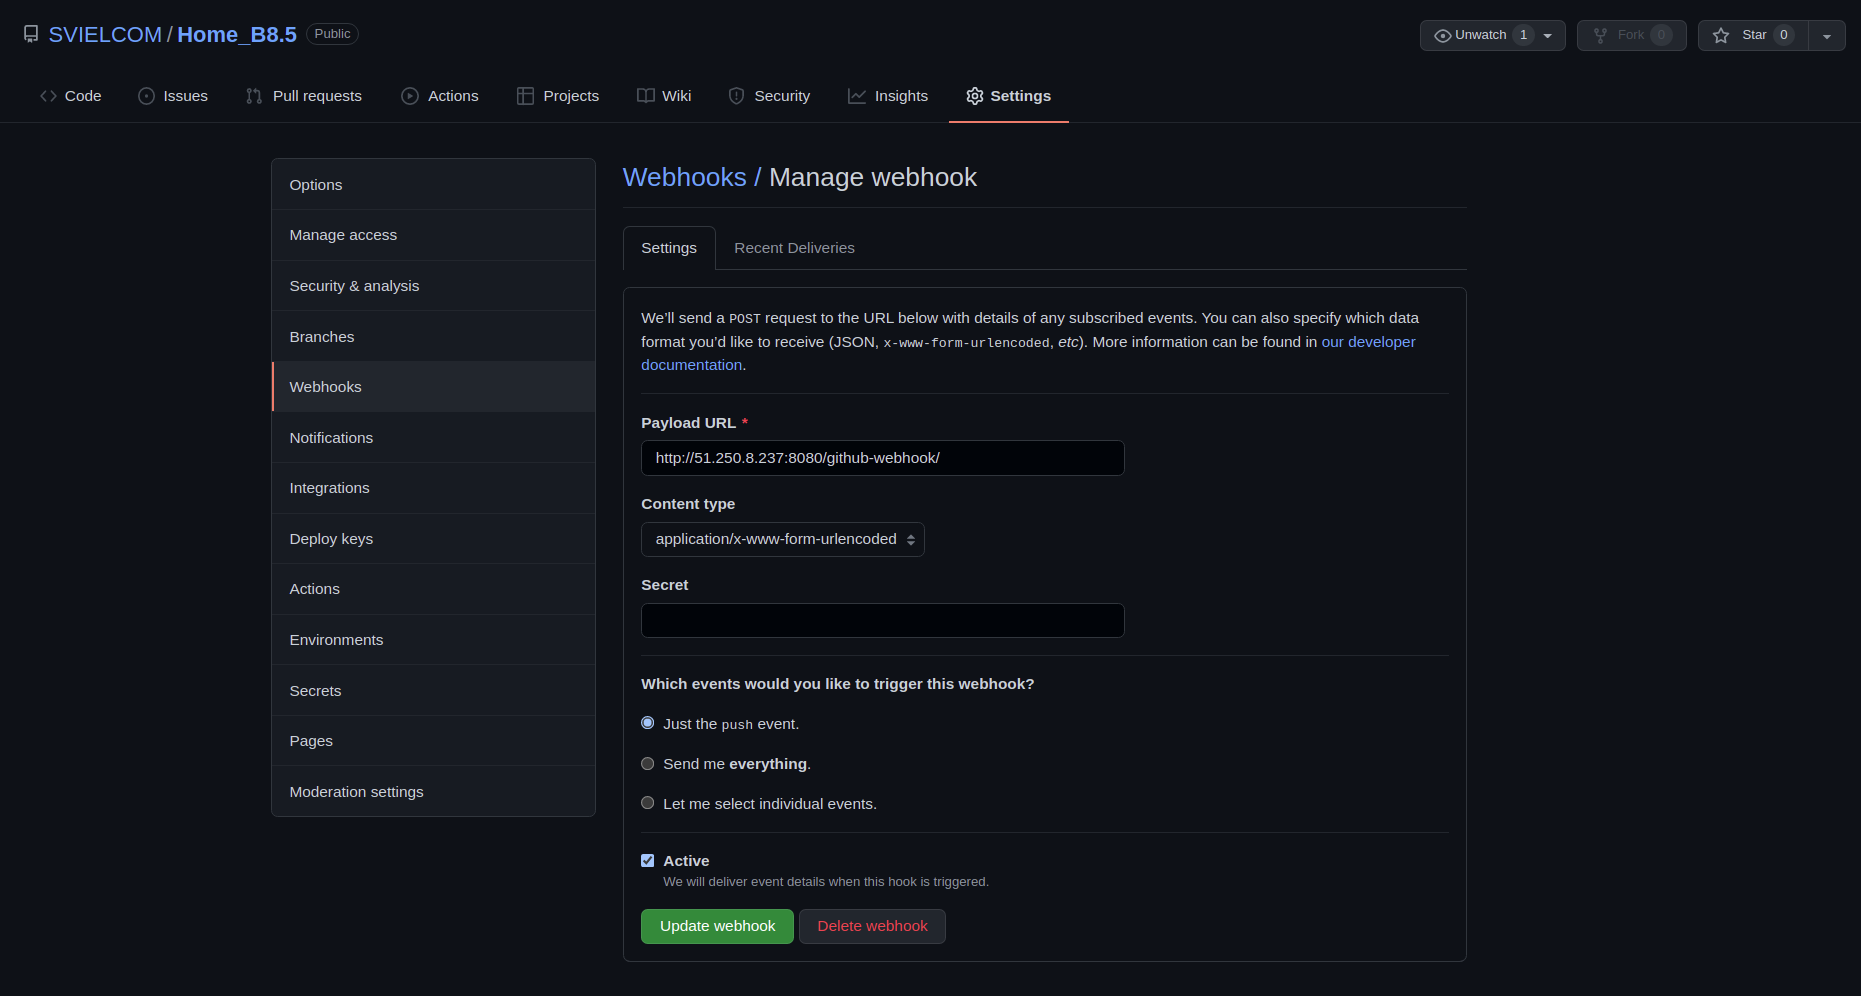 SVIELCOM / Home_B8.5 Public
Unwatch 1 Fork 0 Star 0
Code Issues Pull requests Actions Projects Wiki Security Insights Settings
Options
Manage access
Security & analysis
Branches
Webhooks
Notifications
Integrations
Deploy keys
Actions
Environments
Secrets
Pages
Moderation settings
Webhooks / Manage webhook
Settings Recent Deliveries
We’ll send a POST request to the URL below with details of any subscribed events. You can also specify which data
format you’d like to receive (JSON, x-www-form-urlencoded, etc). More information can be found in our developer
documentation.
Payload URL *
http://51.250.8.237:8080/github-webhook/
Content type
application/x-www-form-urlencoded
Secret
Which events would you like to trigger this webhook?
Just the push event.
Send me everything.
Let me select individual events.
Active
We will deliver event details when this hook is triggered.
Update webhook Delete webhook